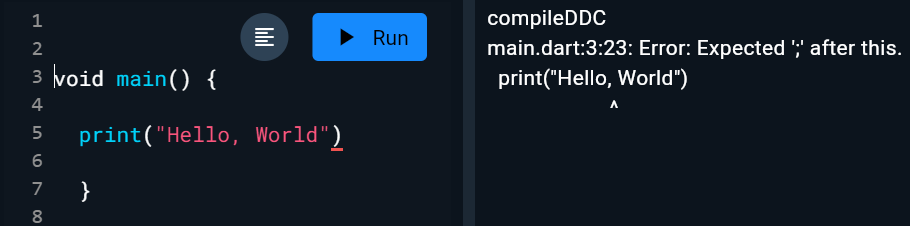 1
2
Run
3 void main() {
4
5 print("Hello, World")
6
7 }
8
compileDDC
main.dart:3:23: Error: Expected ';' after this.
print("Hello, World")
^